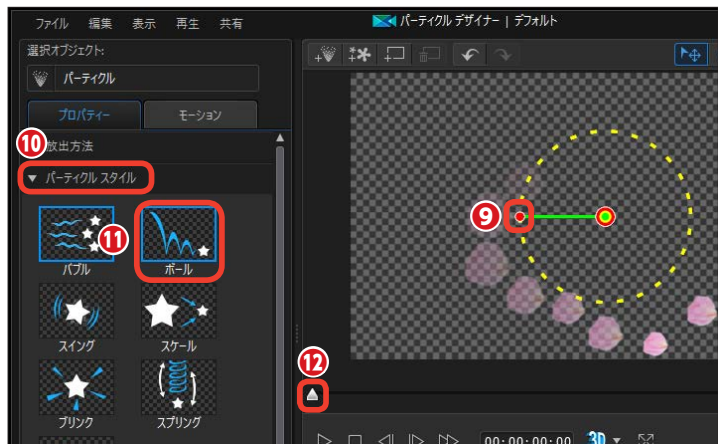 ファイル 編集 表示 再生 共有
パーティクル デザイナー | デフォルト
選択オブジェクト:
パーティクル
プロパティー モーション
⑩
放出方法
パーティクル スタイル
⑨
⑪
バブル ボール
スイング スケール
⑫
ブリンク スプリング
00:00:00:00 3D